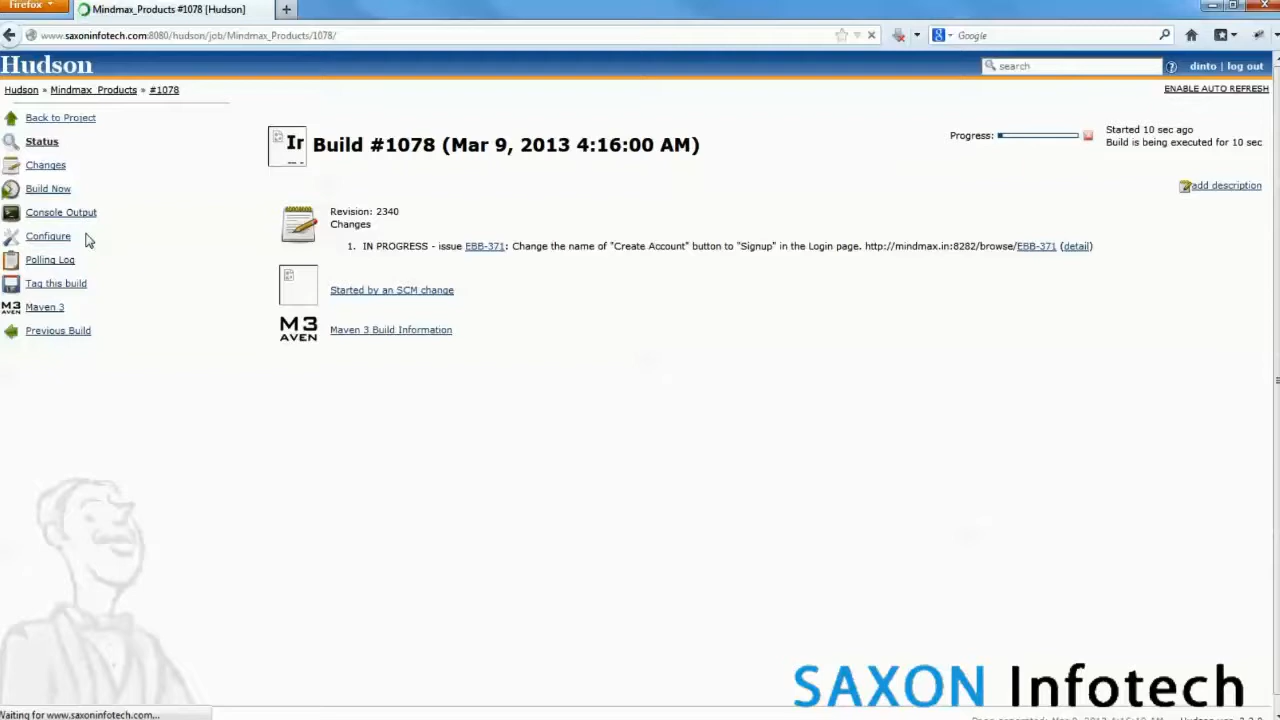 Firefox
Mindmax_Products #1078 [Hudson]
www.saxoninfotech.com:8080/hudson/job/Mindmax_Products/1078/
Google
Hudson
search
dinto | log out
Hudson » Mindmax_Products » #1078
ENABLE AUTO REFRESH
Back to Project
Status
Changes
Build Now
Console Output
Configure
Polling Log
Tag this build
M3 AVEN Maven 3
Previous Build
Build #1078 (Mar 9, 2013 4:16:00 AM)
Progress:
Started 10 sec ago
Build is being executed for 10 sec
add description
Revision: 2340
Changes
1. IN PROGRESS - issue EBB-371: Change the name of "Create Account" button to "Signup" in the Login page. http://mindmax.in:8282/browse/EBB-371 (detail)
Started by an SCM change
M3
AVEN
Maven 3 Build Information
SAXON Infotech
Waiting for www.saxoninfotech.com...